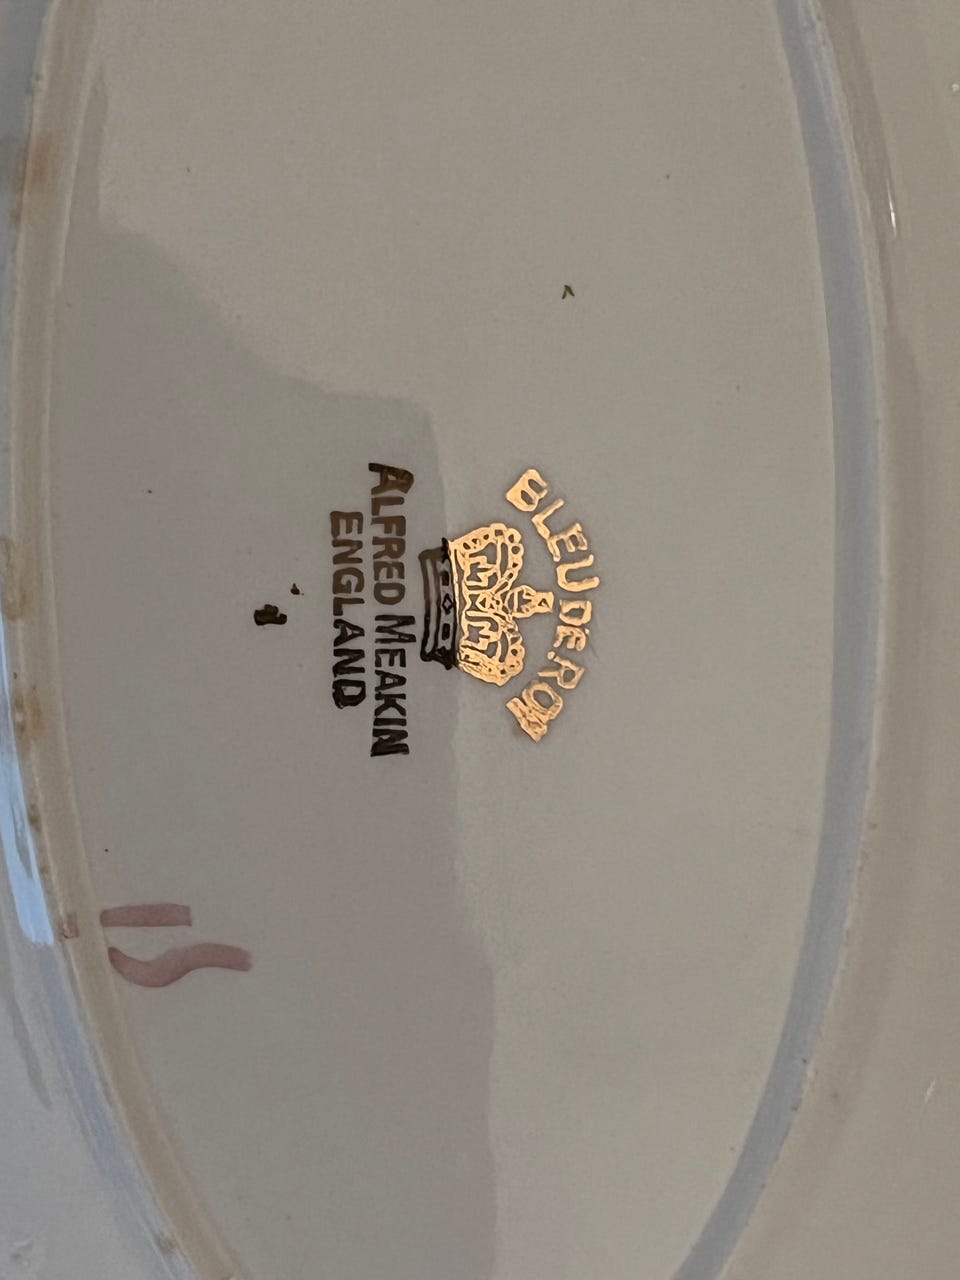 BLEU DE ROI
ALFRED MEAKIN
ENGLAND